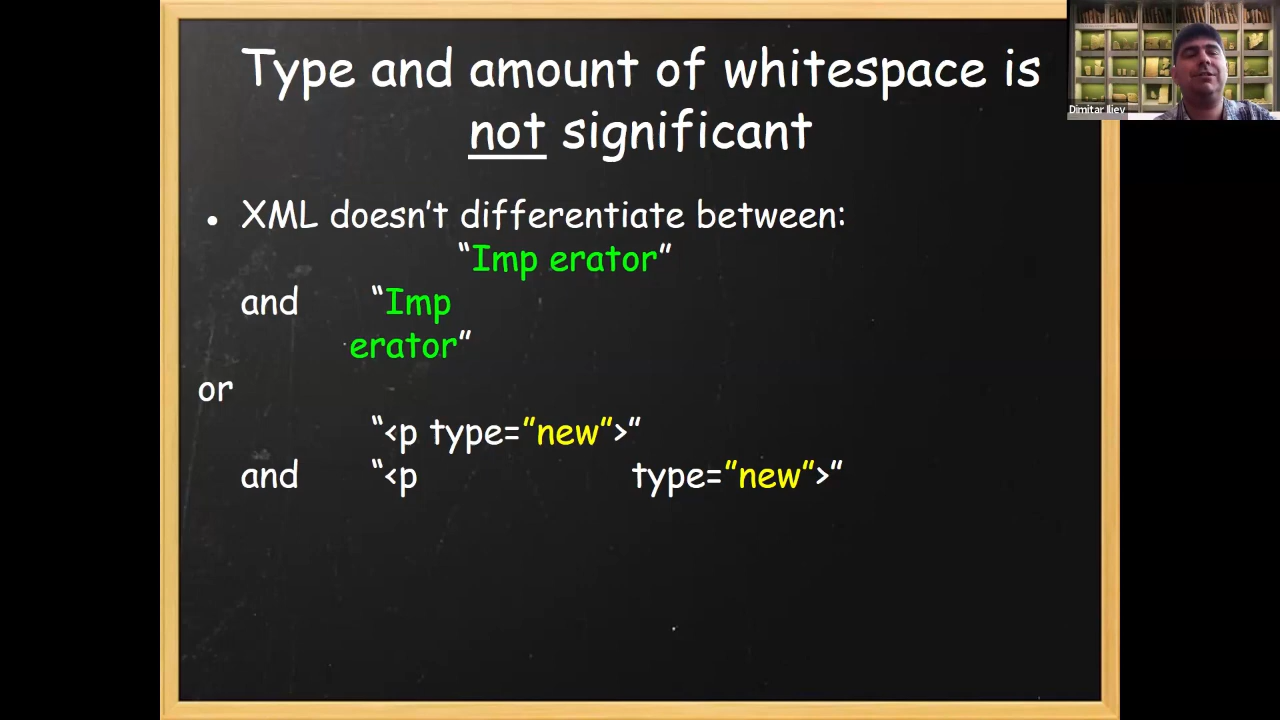 Type and amount of whitespace is
not significant
• XML doesn’t differentiate between:
“Imp erator”
and “Imp
erator”
or
“<p type=”new”>”
and “<p type=”new”>”
Dimitar Iliev